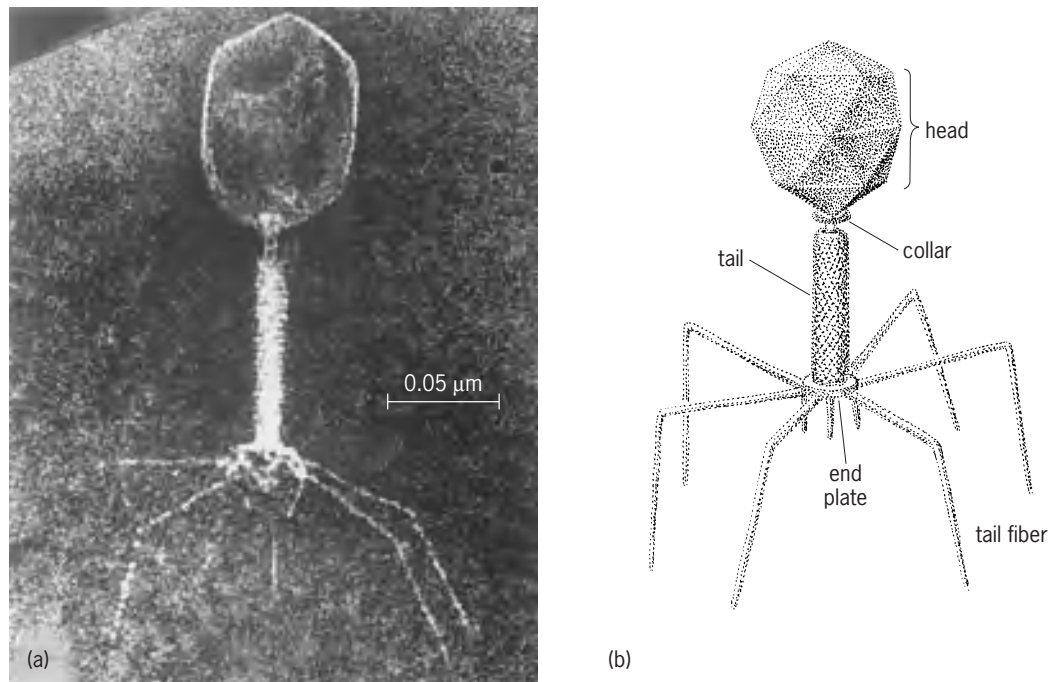 0.05 μm
(a)
head
collar
tail
end
plate
tail fiber
(b)